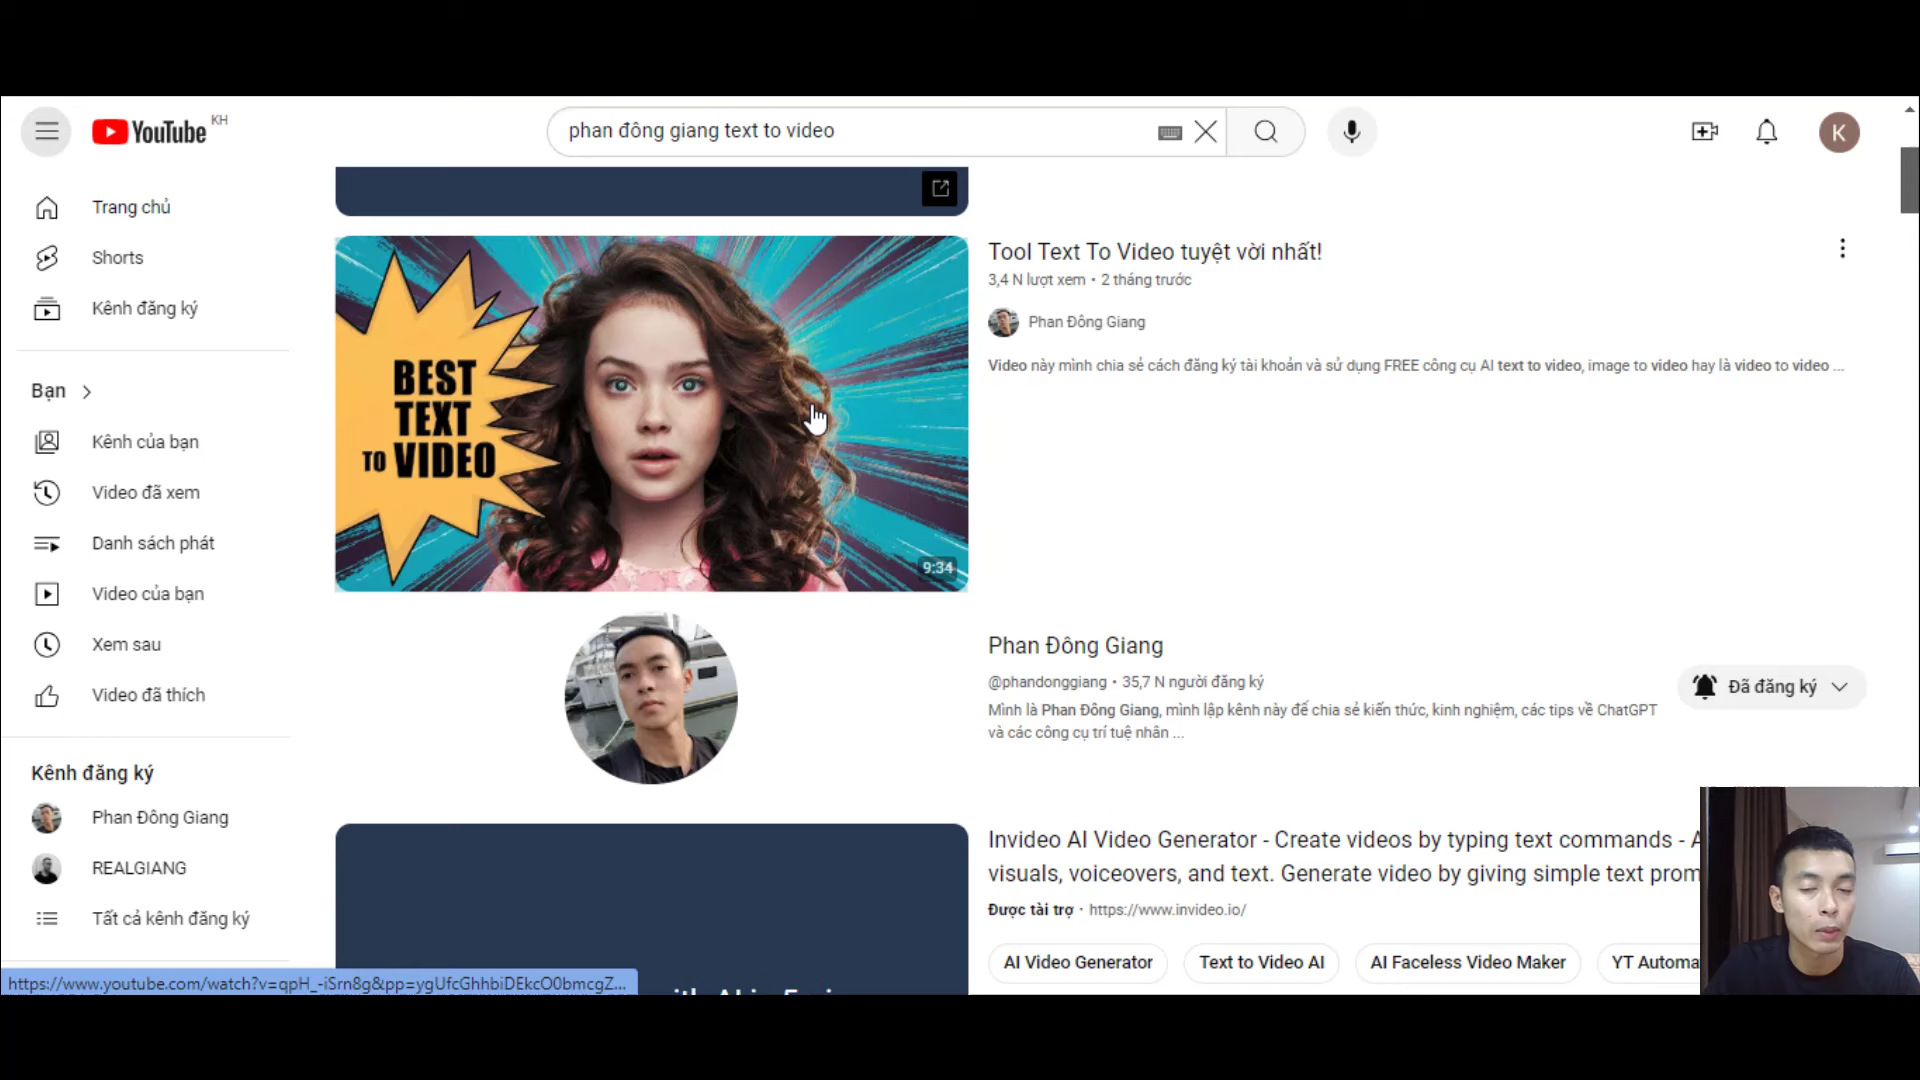 YouTube KH
phan đông giang text to video
K
Trang chủ
Shorts
Kênh đăng ký
Bạn
Kênh của bạn
Video đã xem
Danh sách phát
Video của bạn
Xem sau
Video đã thích
Kênh đăng ký
Phan Đông Giang
REALGIANG
Tất cả kênh đăng ký
BEST
TEXT
TO VIDEO
9:34
Tool Text To Video tuyệt vời nhất!
3,4 N lượt xem • 2 tháng trước
Phan Đông Giang
Video này mình chia sẻ cách đăng ký tài khoản và sử dụng FREE công cụ AI text to video, image to video hay là video to video ...
Phan Đông Giang
@phandonggiang • 35,7 N người đăng ký
Mình là Phan Đông Giang, mình lập kênh này để chia sẻ kiến thức, kinh nghiệm, các tips về ChatGPT
và các công cụ trí tuệ nhân ...
Đã đăng ký
Invideo AI Video Generator - Create videos by typing text commands - A
visuals, voiceovers, and text. Generate video by giving simple text prom
Được tài trợ · https://www.invideo.io/
AI Video Generator
Text to Video AI
AI Faceless Video Maker
YT Automa
https://www.youtube.com/watch?v=qpH_-iSrn8g&pp=ygUfcGhhbiDEkcO0bmcgZ...